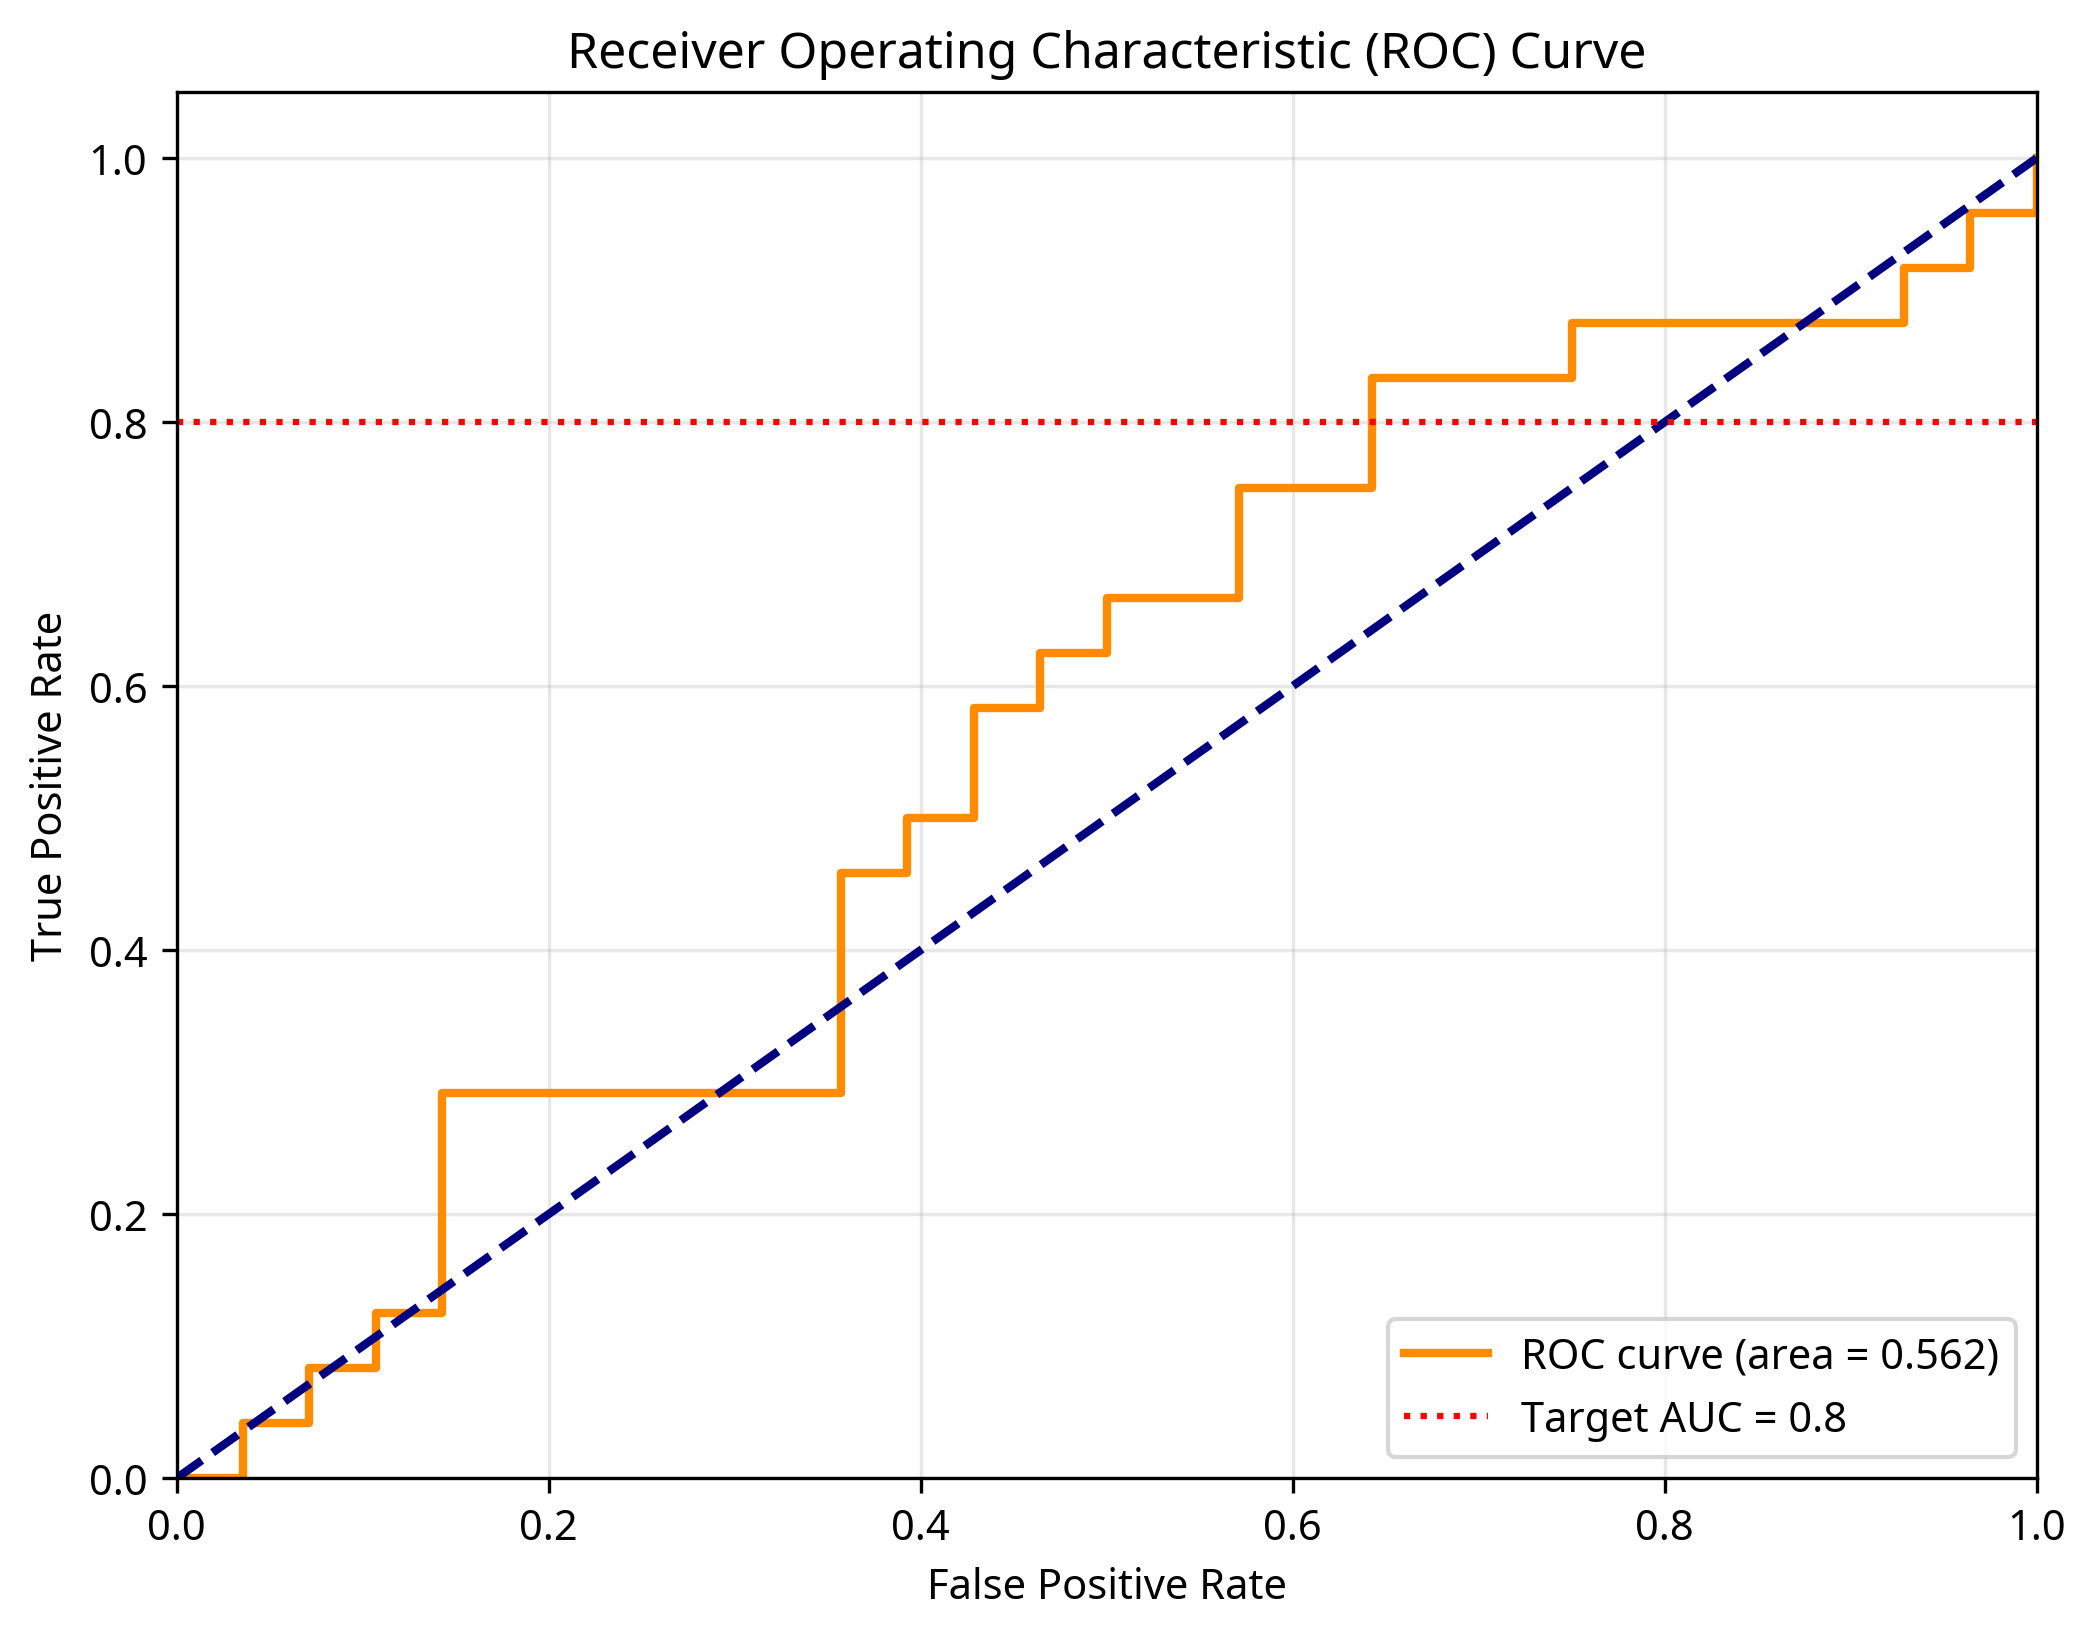 Receiver Operating Characteristic (ROC) Curve
1.0
0.8
0.6
0.4
0.2
0.0
True Positive Rate
0.0 0.2 0.4 0.6 0.8 1.0
False Positive Rate
ROC curve (area = 0.562)
Target AUC = 0.8